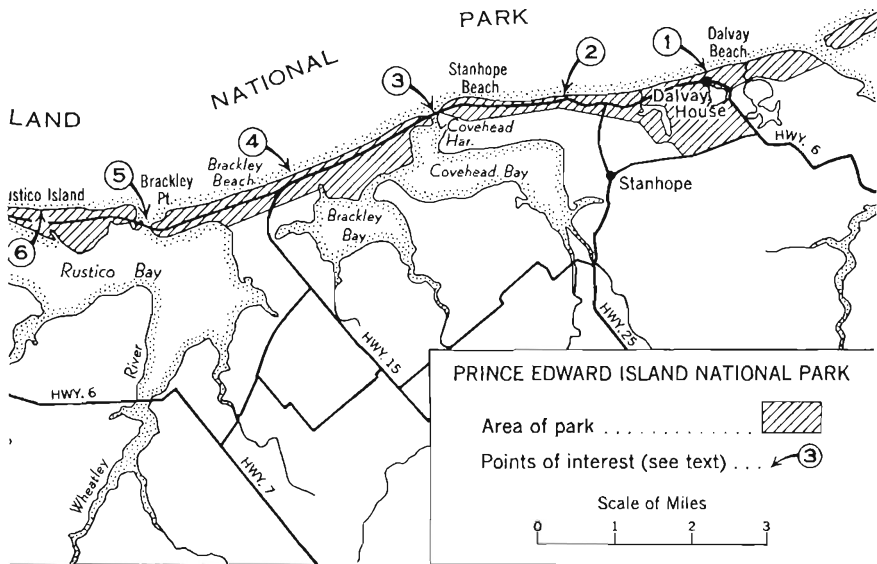 PARK
NATIONAL
LAND
1
Dalvay
Beach
2
3
Stanhope
Beach
Dalvay
House
Covehead
Har.
HWY. 6
4
Brackley
Beach
Covehead Bay
Stanhope
5
Brackley
Pt.
ustico Island
6
Brackley
Bay
Rustico Bay
River
HWY. 15
HWY. 25
HWY. 6
HWY. 7
Wheatley
PRINCE EDWARD ISLAND NATIONAL PARK
Area of park
Points of interest (see text) .... 3
Scale of Miles
0 1 2 3